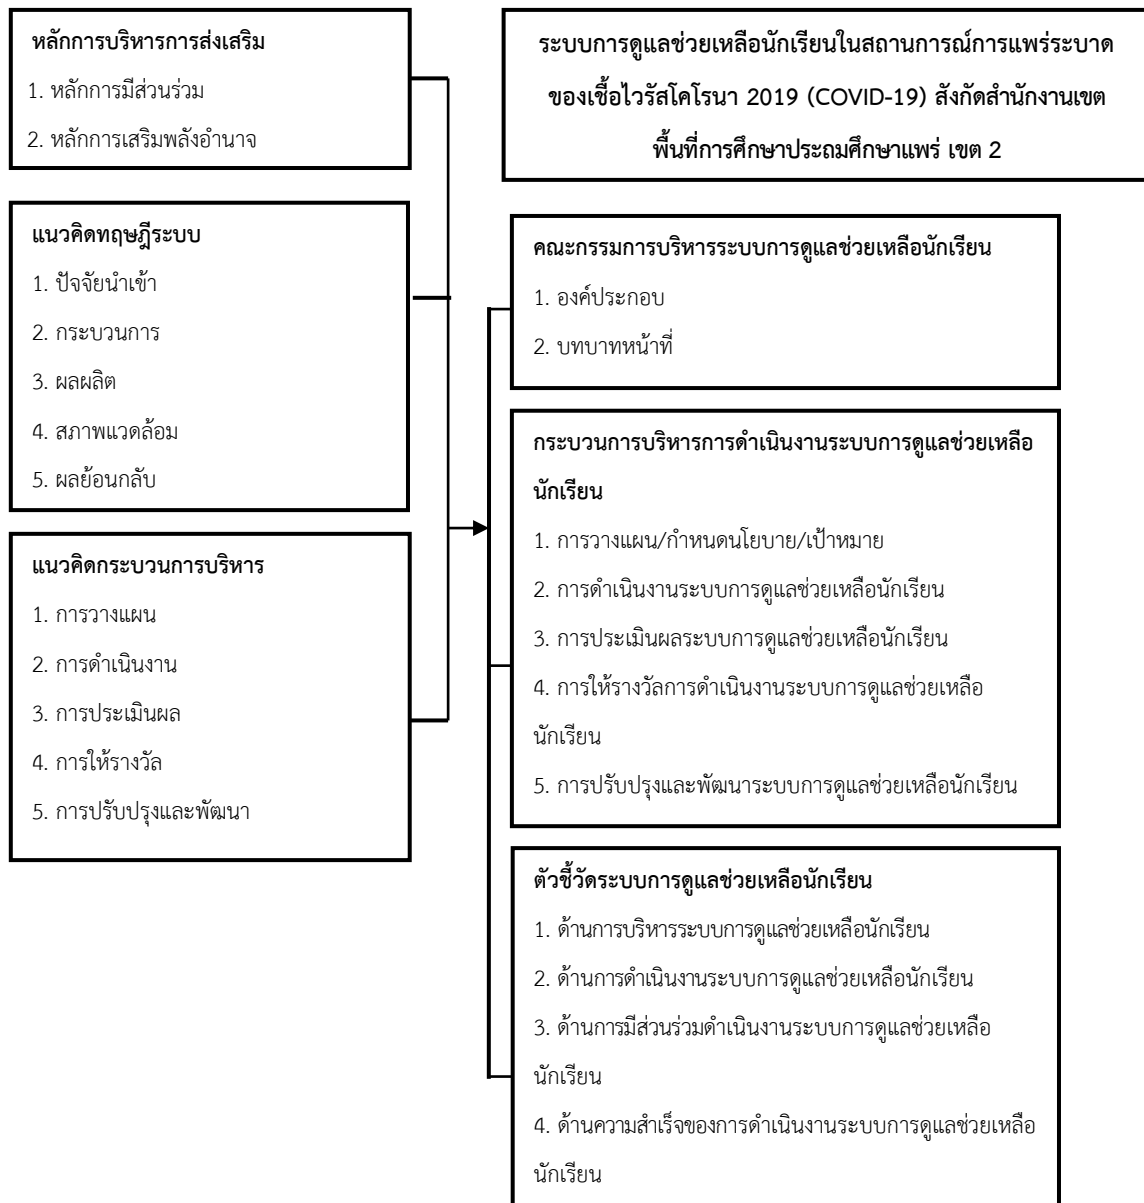 หลักการบริหารการส่งเสริม
1. หลักการมีส่วนร่วม
2. หลักการเสริมพลังอำนาจ
แนวคิดทฤษฎีระบบ
1. ปัจจัยนำเข้า
2. กระบวนการ
3. ผลผลิต
4. สภาพแวดล้อม
5. ผลย้อนกลับ
แนวคิดกระบวนการบริหาร
1. การวางแผน
2. การดำเนินงาน
3. การประเมินผล
4. การให้รางวัล
5. การปรับปรุงและพัฒนา
ระบบการดูแลช่วยเหลือนักเรียนในสถานการณ์การแพร่ระบาด
ของเชื้อไวรัสโคโรนา 2019 (COVID-19) สังกัดสำนักงานเขต
พื้นที่การศึกษาประถมศึกษาแพร่ เขต 2
คณะกรรมการบริหารระบบการดูแลช่วยเหลือนักเรียน
1. องค์ประกอบ
2. บทบาทหน้าที่
กระบวนการบริหารการดำเนินงานระบบการดูแลช่วยเหลือ
นักเรียน
1. การวางแผน/กำหนดนโยบาย/เป้าหมาย
2. การดำเนินงานระบบการดูแลช่วยเหลือนักเรียน
3. การประเมินผลระบบการดูแลช่วยเหลือนักเรียน
4. การให้รางวัลการดำเนินงานระบบการดูแลช่วยเหลือ
นักเรียน
5. การปรับปรุงและพัฒนาระบบการดูแลช่วยเหลือนักเรียน
ตัวชี้วัดระบบการดูแลช่วยเหลือนักเรียน
1. ด้านการบริหารระบบการดูแลช่วยเหลือนักเรียน
2. ด้านการดำเนินงานระบบการดูแลช่วยเหลือนักเรียน
3. ด้านการมีส่วนร่วมดำเนินงานระบบการดูแลช่วยเหลือ
นักเรียน
4. ด้านความสำเร็จของการดำเนินงานระบบการดูแลช่วยเหลือ
นักเรียน